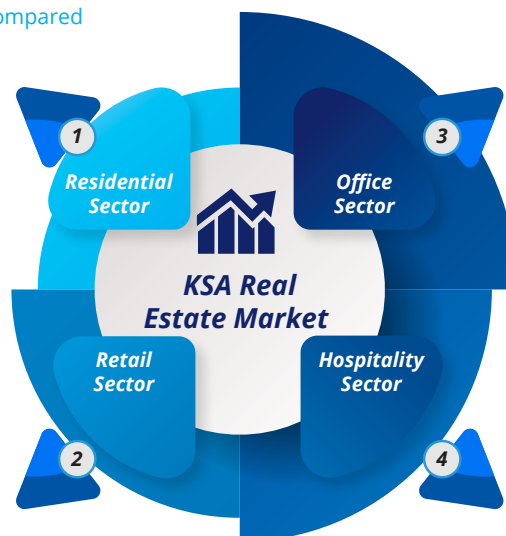 ompared
1
Residential
Sector
3
Office
Sector
KSA Real
Estate Market
Retail
Sector
2
Hospitality
Sector
4